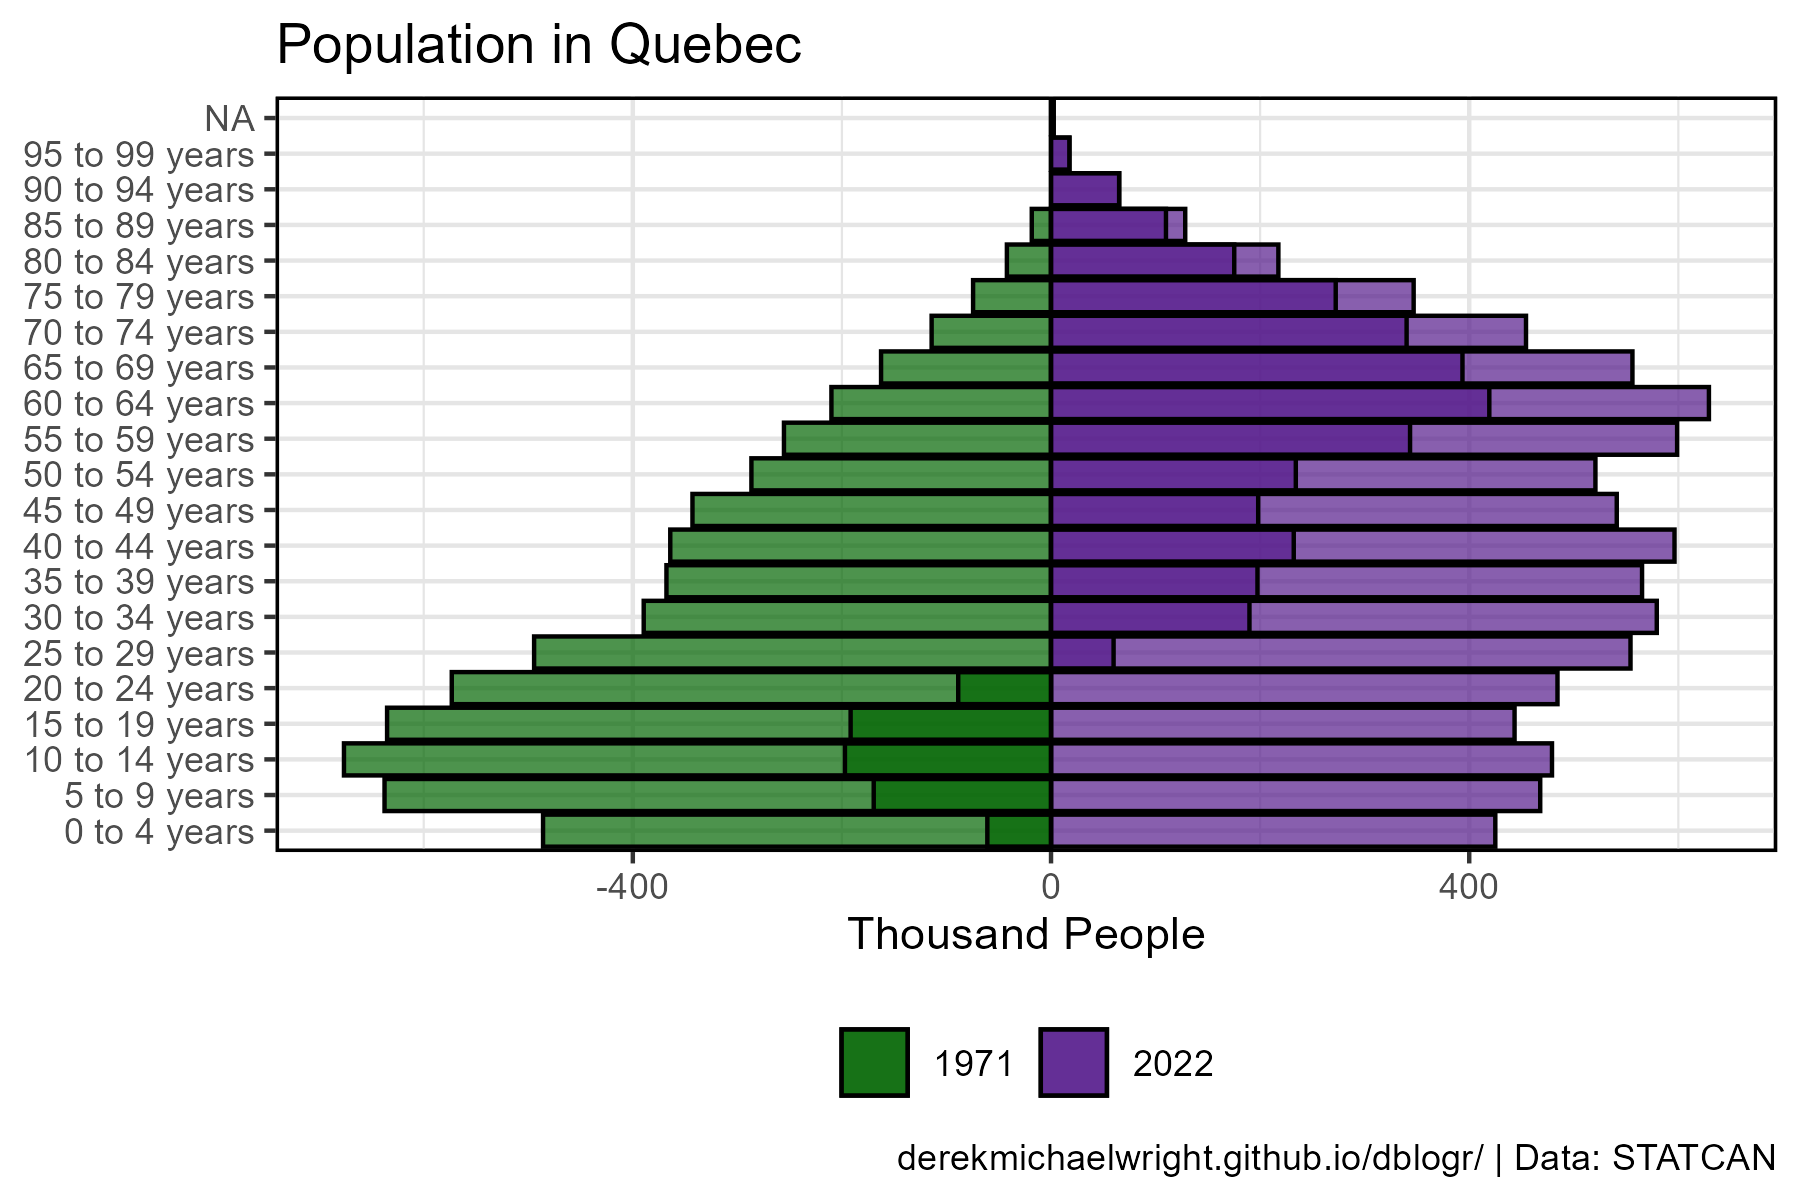 Population in Quebec
NA
95 to 99 years
90 to 94 years
85 to 89 years
80 to 84 years
75 to 79 years
70 to 74 years
65 to 69 years
60 to 64 years
55 to 59 years
50 to 54 years
45 to 49 years
40 to 44 years
35 to 39 years
30 to 34 years
25 to 29 years
20 to 24 years
15 to 19 years
10 to 14 years
5 to 9 years
0 to 4 years
-400 0 400
Thousand People
1971 2022
derekmichaelwright.github.io/dblogr/ | Data: STATCAN